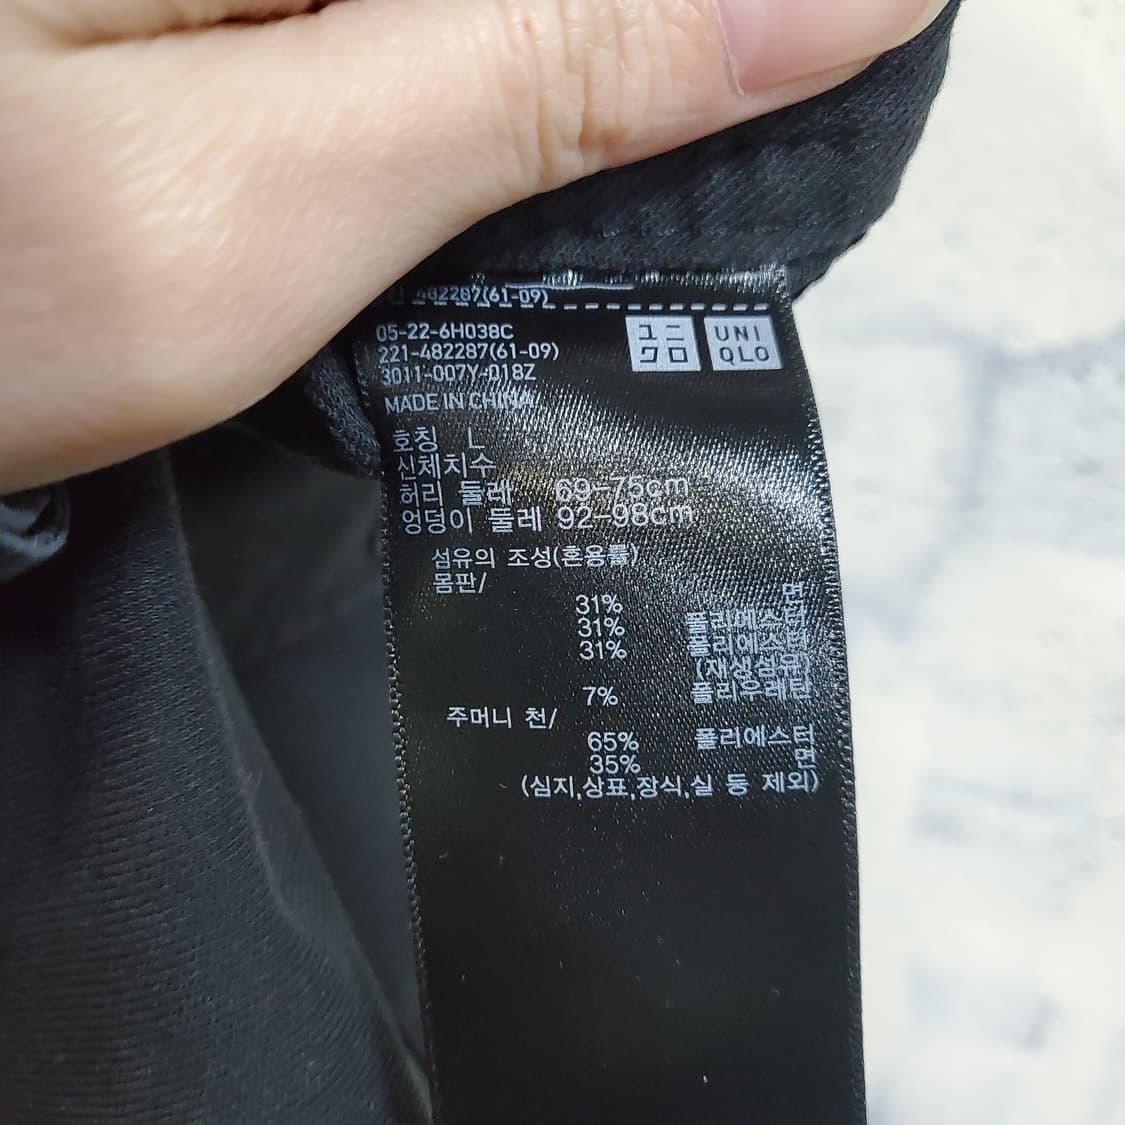 482287(61-09)
05-22-6H038C
221-482287(61-09)
3011-007Y-018Z
ユニ
クロ
UNI
QLO
MADE IN CHINA
호칭 L
신체치수
허리 둘레 69-75cm
엉덩이 둘레 92-98cm
섬유의 조성(혼용률)
몸판/
면
31%
폴리에스터
31%
폴리에스터
31%
(재생섬유)
폴리우레탄
7%
주머니 천/
65% 폴리에스터
35% 면
(심지,상표,장식,실 등 제외)